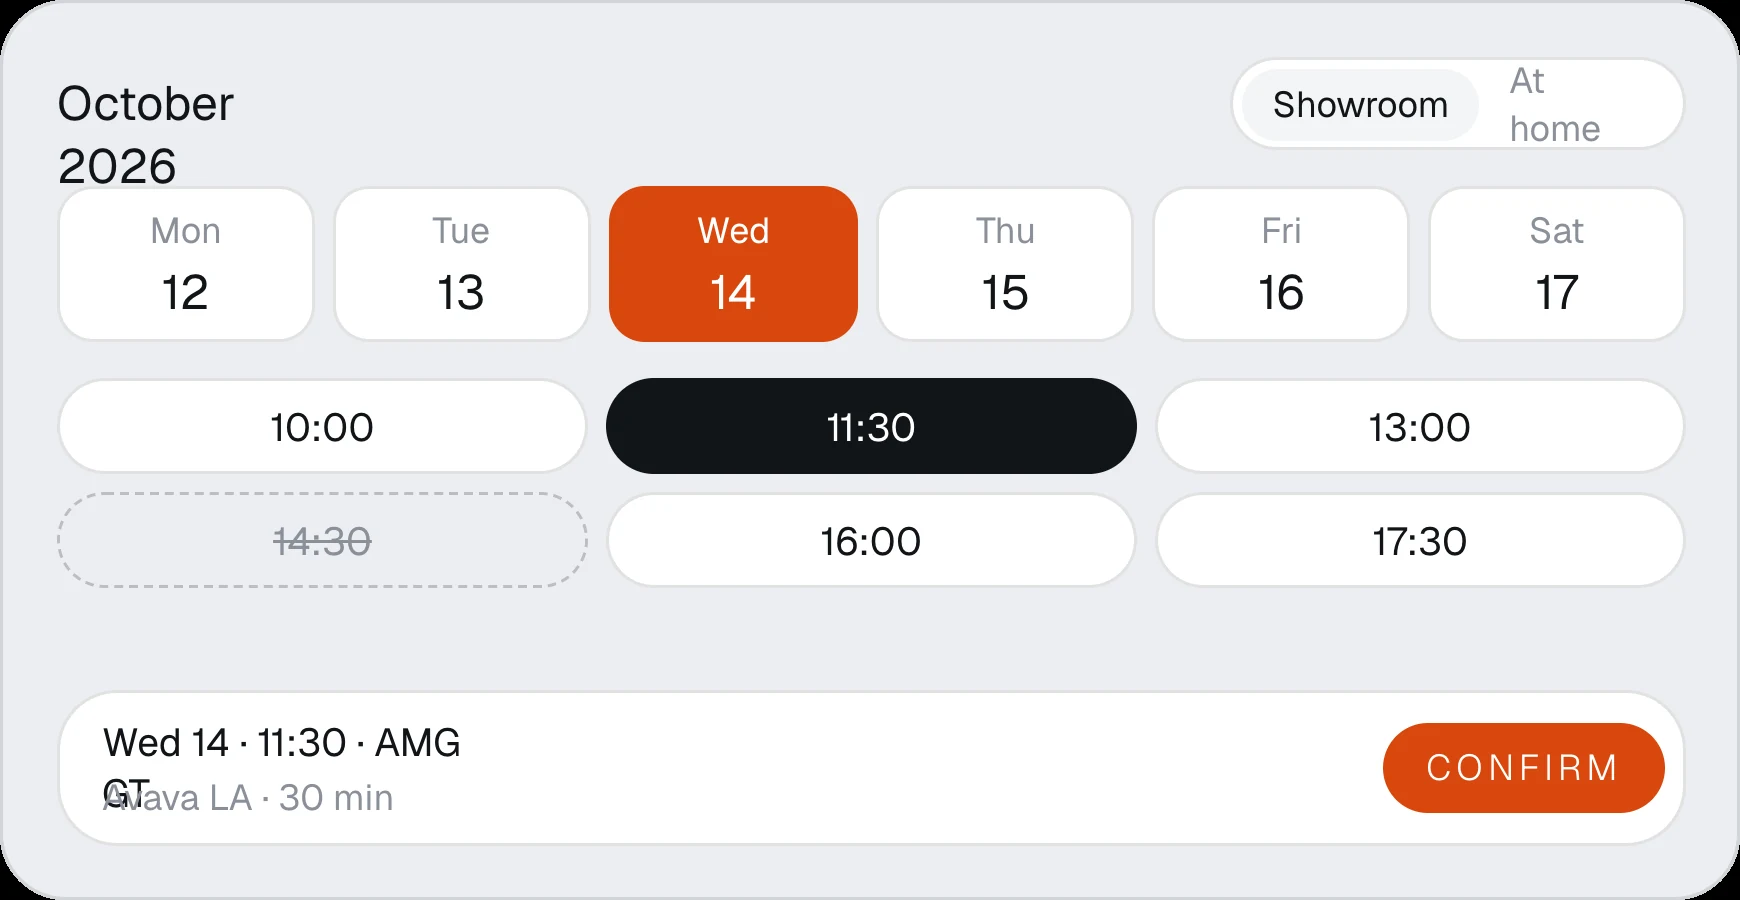 October
2026
Showroom
At
home
Mon
12
Tue
13
Wed
14
Thu
15
Fri
16
Sat
17
10:00
11:30
13:00
14:30
16:00
17:30
Wed 14 · 11:30 · AMG
GT
Avava LA · 30 min
CONFIRM